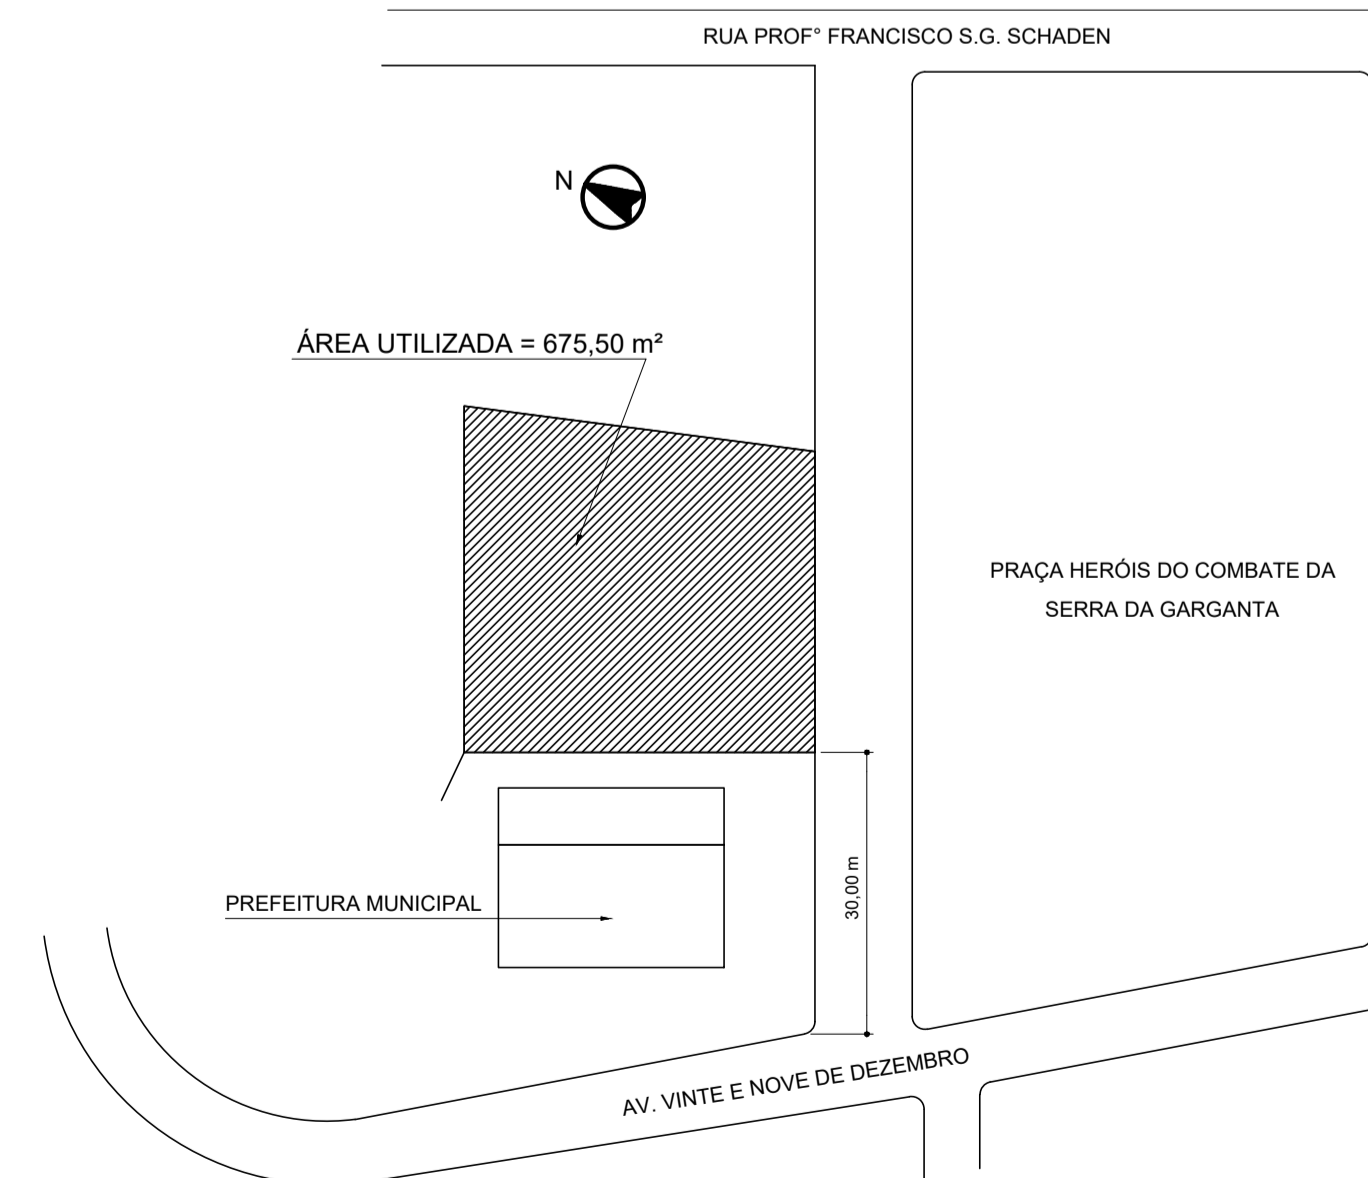 RUA PROF° FRANCISCO S.G. SCHADEN
N
ÁREA UTILIZADA = 675,50 m²
PRAÇA HERÓIS DO COMBATE DA
SERRA DA GARGANTA
30,00 m
PREFEITURA MUNICIPAL
AV. VINTE E NOVE DE DEZEMBRO